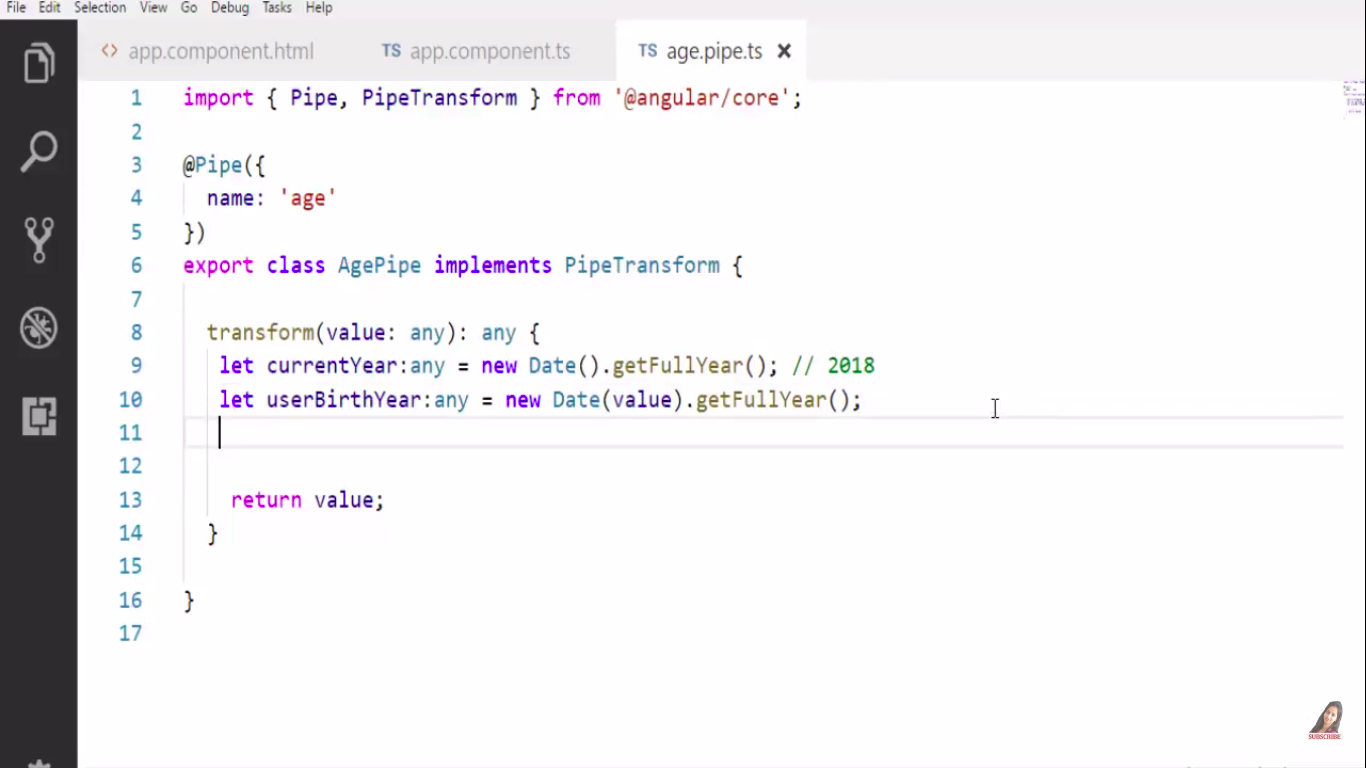 File Edit Selection View Go Debug Tasks Help
<> app.component.html TS app.component.ts TS age.pipe.ts ×
1 import { Pipe, PipeTransform } from '@angular/core';
2
3 @Pipe({
4 name: 'age'
5 })
6 export class AgePipe implements PipeTransform {
7
8 transform(value: any): any {
9 let currentYear:any = new Date().getFullYear(); // 2018
10 let userBirthYear:any = new Date(value).getFullYear();
11
12
13 return value;
14 }
15
16 }
17
SUBSCRIBE